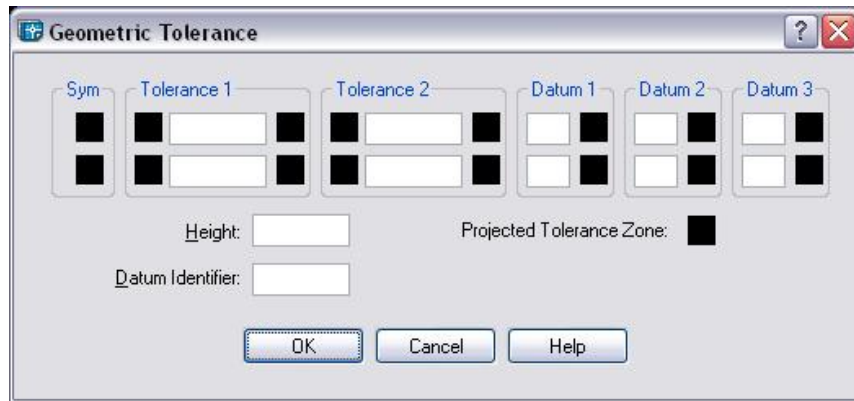 Geometric Tolerance
Sym Tolerance 1 Tolerance 2 Datum 1 Datum 2 Datum 3
Height: Projected Tolerance Zone:
Datum Identifier:
OK Cancel Help